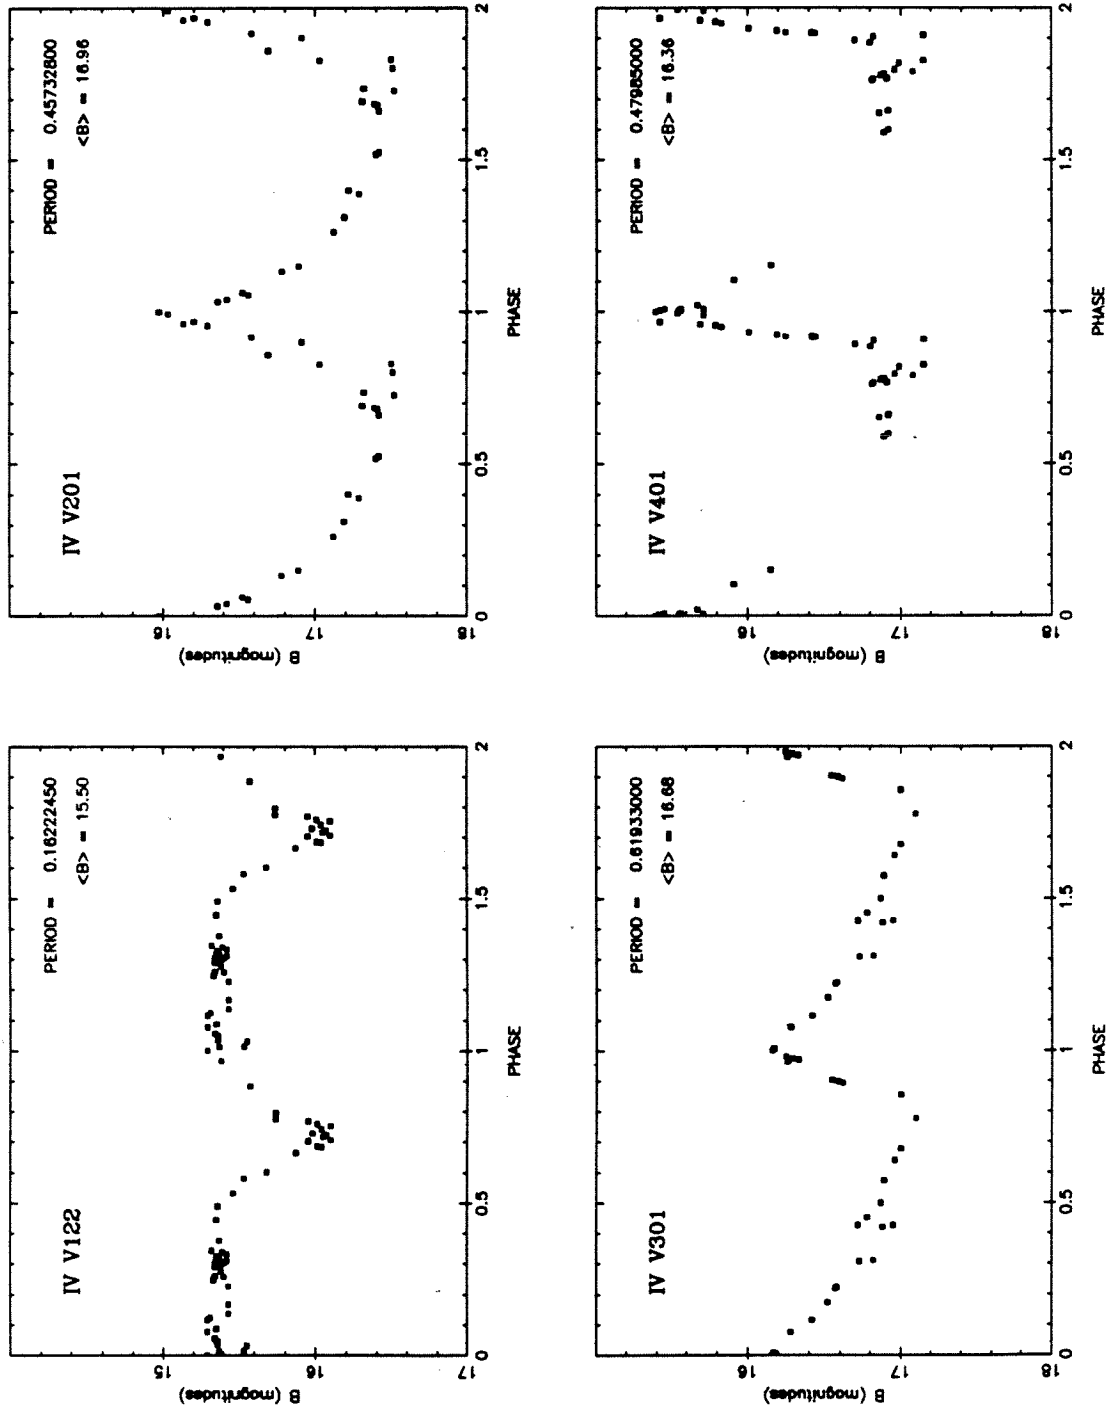 IV V122
PERIOD = 0.16222450
<B> = 15.50
15
16
17
B (magnitudes)
0 0.5 1 1.5 2
PHASE
IV V201
PERIOD = 0.45732800
<B> = 16.96
16
17
18
B (magnitudes)
0 0.5 1 1.5 2
PHASE
IV V301
PERIOD = 0.61933000
<B> = 16.68
16
17
18
B (magnitudes)
0 0.5 1 1.5 2
PHASE
IV V401
PERIOD = 0.47985000
<B> = 16.36
16
17
18
B (magnitudes)
0 0.5 1 1.5 2
PHASE